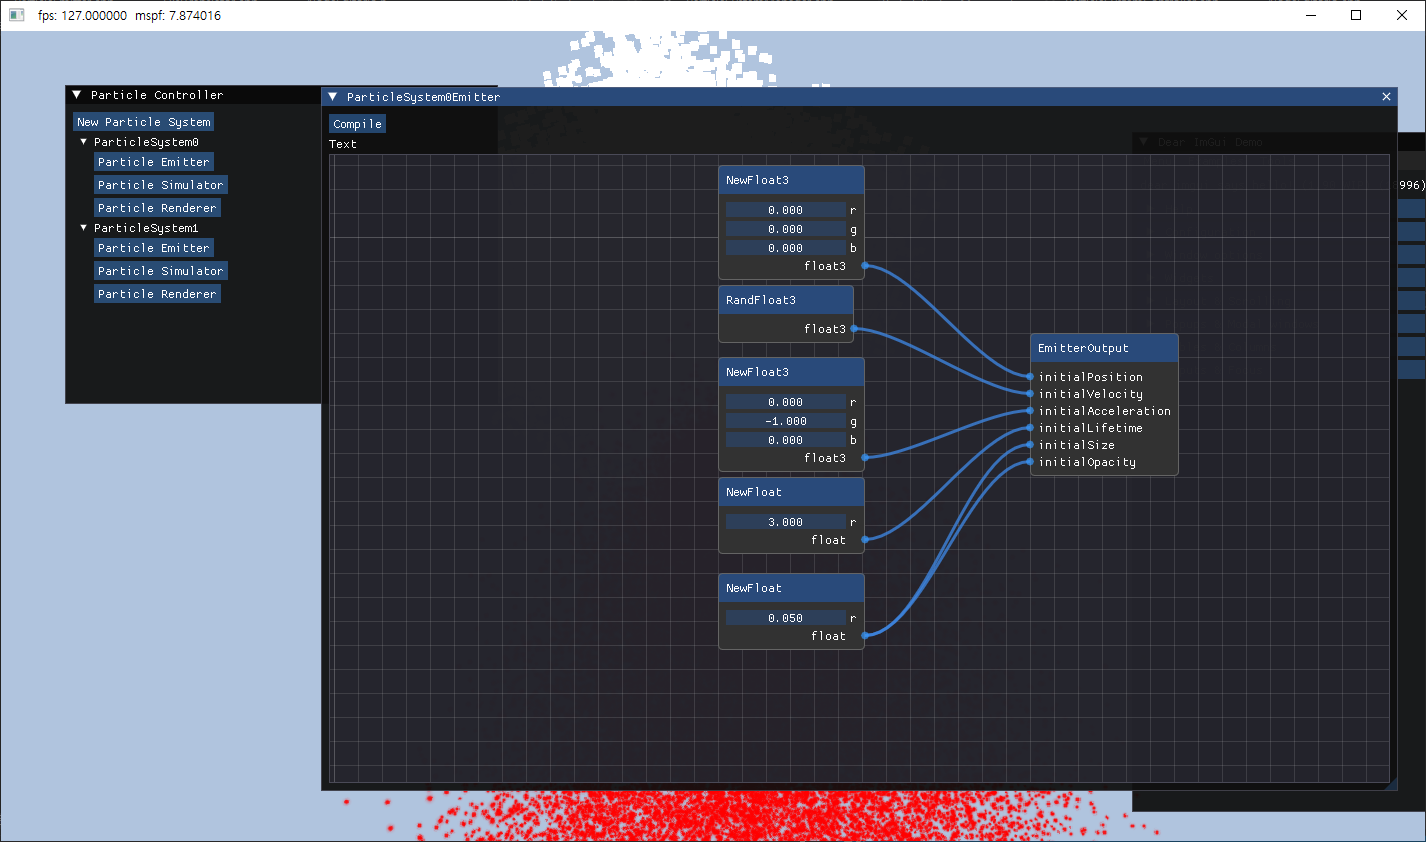 fps: 127.000000 mspf: 7.874016
Particle Controller
New Particle System
ParticleSystem0
Particle Emitter
Particle Simulator
Particle Renderer
ParticleSystem1
Particle Emitter
Particle Simulator
Particle Renderer
ParticleSystem0Emitter
Compile
Text
NewFloat3
0.000 r
0.000 g
0.000 b
float3
RandFloat3
float3
NewFloat3
0.000 r
-1.000 g
0.000 b
float3
NewFloat
3.000 r
float
NewFloat
0.050 r
float
EmitterOutput
initialPosition
initialVelocity
initialAcceleration
initialLifetime
initialSize
initialOpacity
Dear ImGui Demo
996)